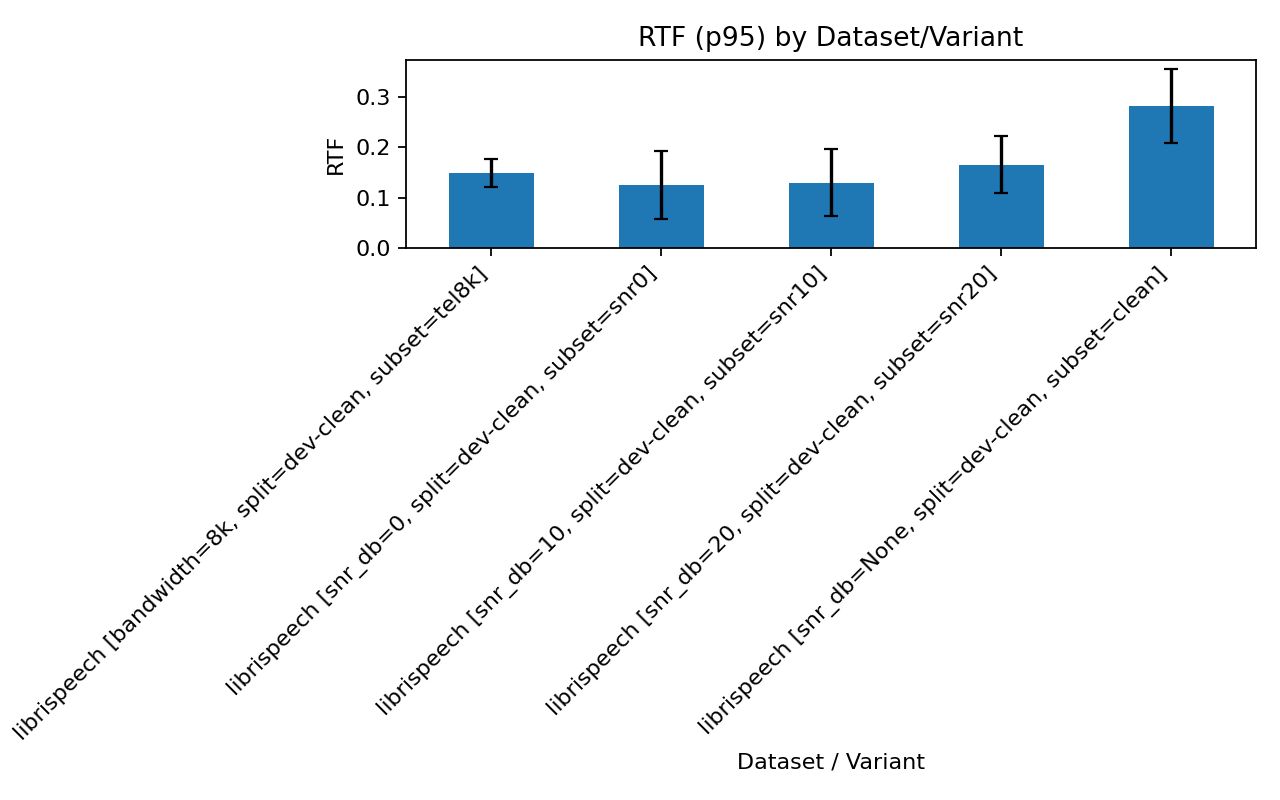 RTF (p95) by Dataset/Variant
RTF
0.3
0.2
0.1
0.0
librispeech [bandwidth=8k, split=dev-clean, subset=tel8k]
librispeech [snr_db=0, split=dev-clean, subset=snr0]
librispeech [snr_db=10, split=dev-clean, subset=snr10]
librispeech [snr_db=20, split=dev-clean, subset=snr20]
librispeech [snr_db=None, split=dev-clean, subset=clean]
Dataset / Variant